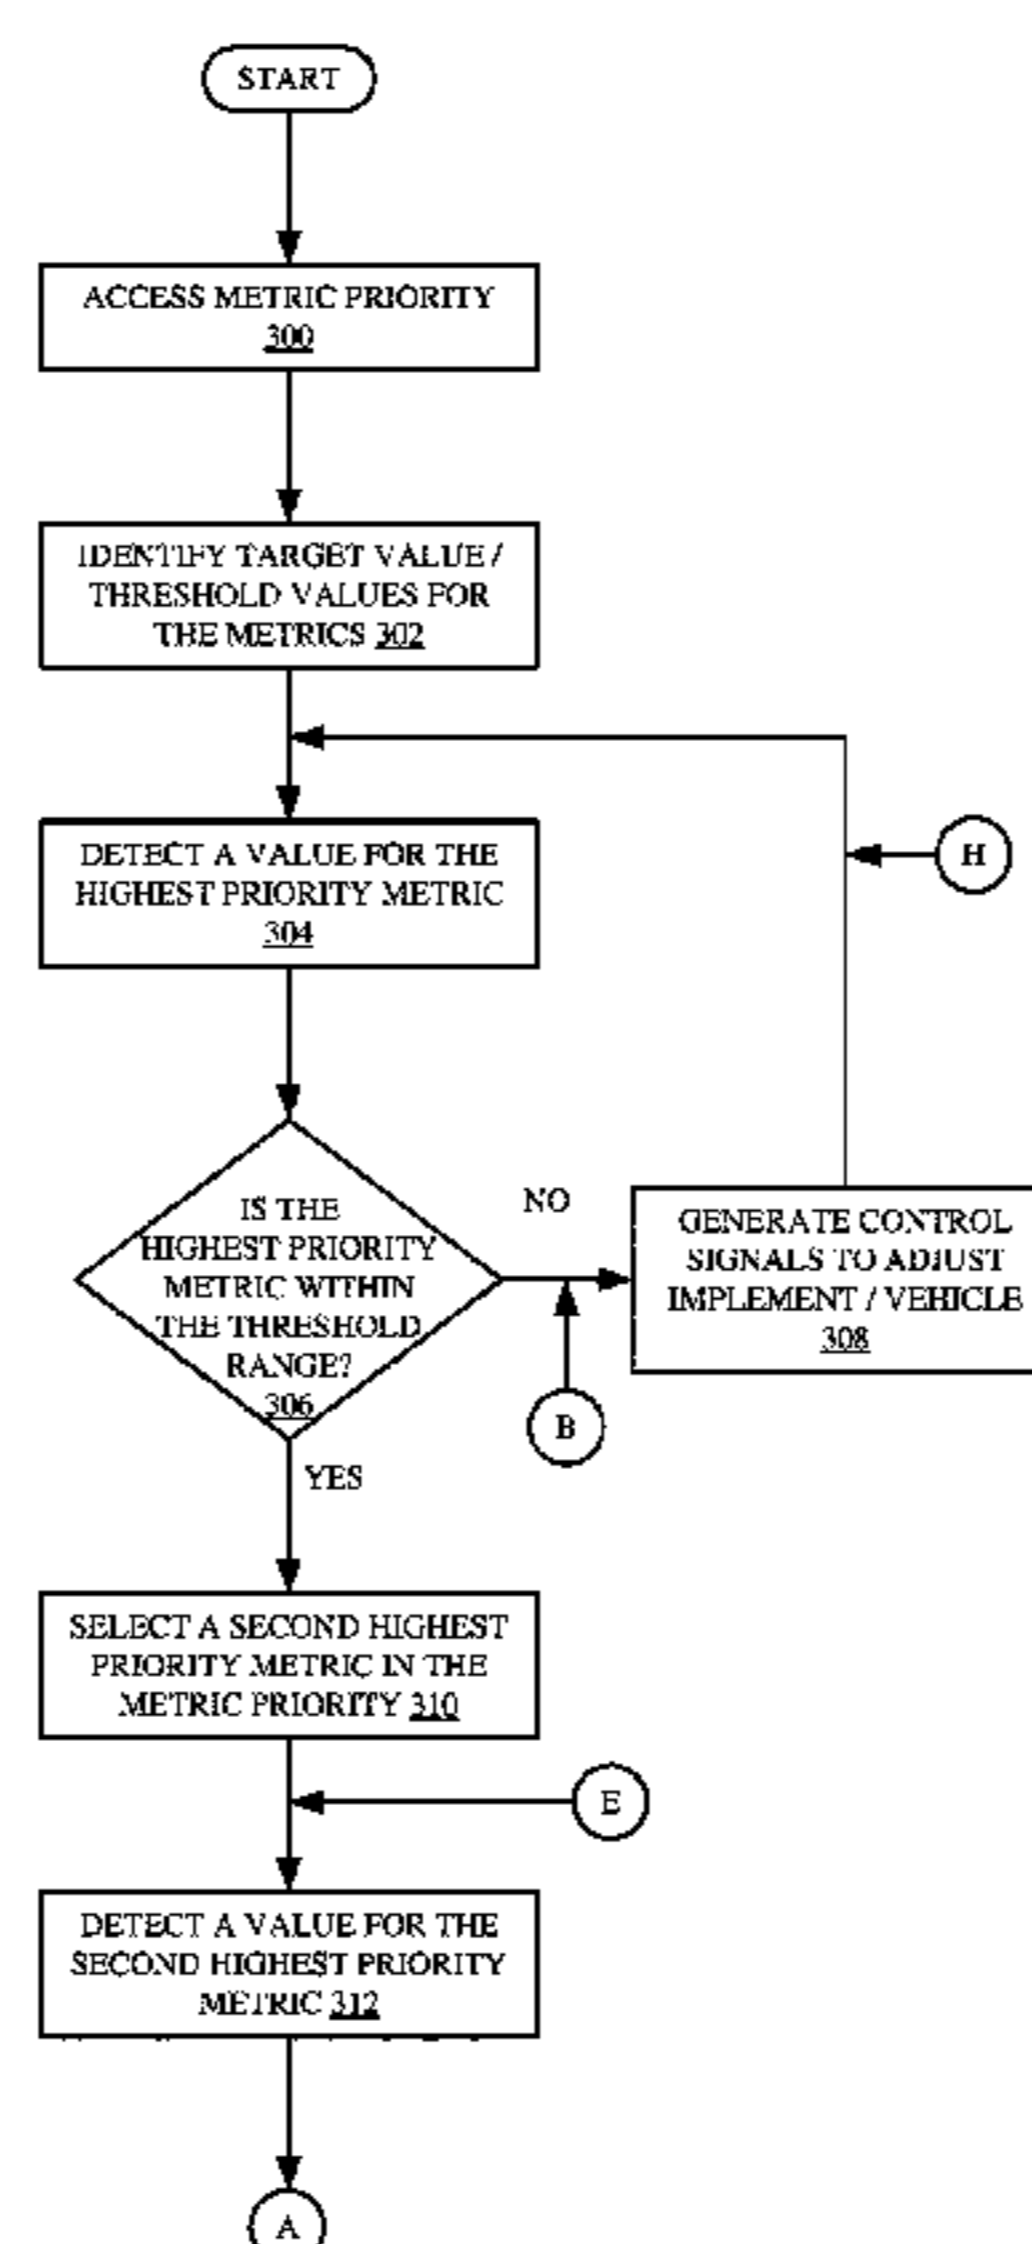 START
ACCESS METRIC PRIORITY
300
IDENTIFY TARGET VALUE /
THRESHOLD VALUES FOR
THE METRICS 302
DETECT A VALUE FOR THE
HIGHEST PRIORITY METRIC
304
H
IS THE
HIGHEST PRIORITY
METRIC WITHIN
THE THRESHOLD
RANGE?
306
NO
GENERATE CONTROL
SIGNALS TO ADJUST
IMPLEMENT / VEHICLE
308
B
YES
SELECT A SECOND HIGHEST
PRIORITY METRIC IN THE
METRIC PRIORITY 310
E
DETECT A VALUE FOR THE
SECOND HIGHEST PRIORITY
METRIC 312
A